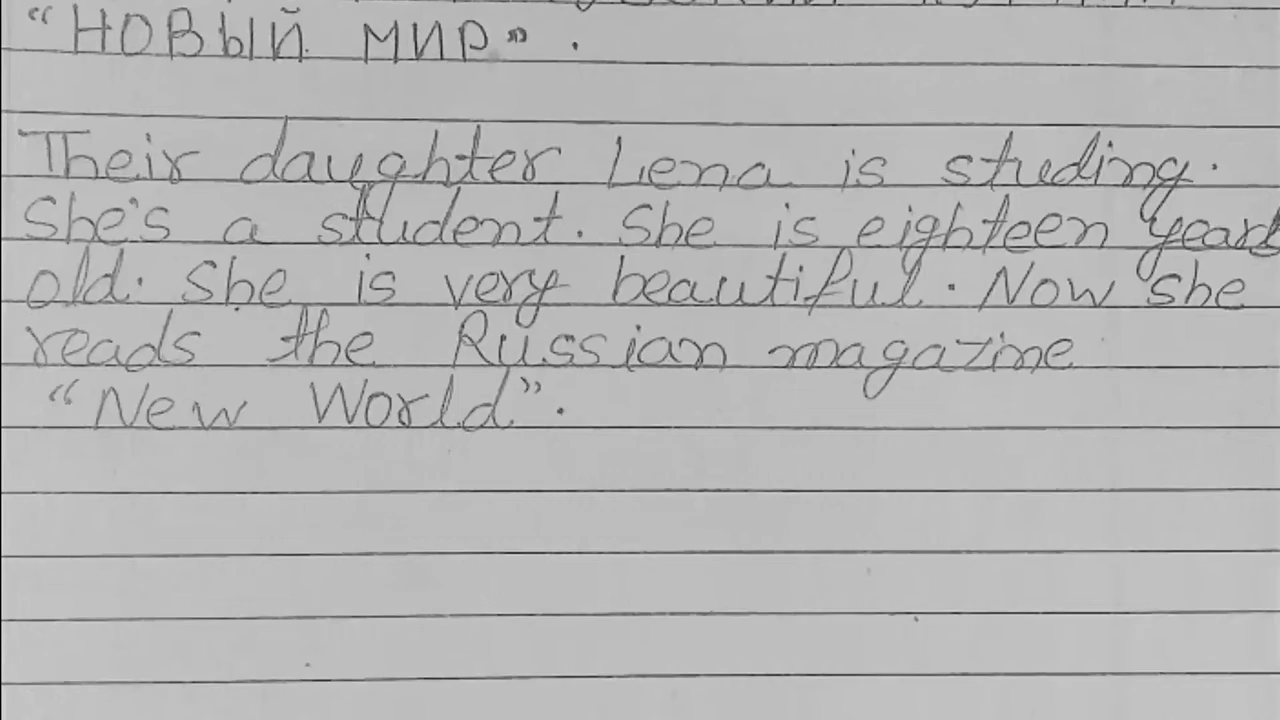 "НОВЫЙ МИР".
Their daughter Lena is studing.
She's a student. She is eighteen years
old. She is very beautiful. Now she
reads the Russian magazine
"New World".